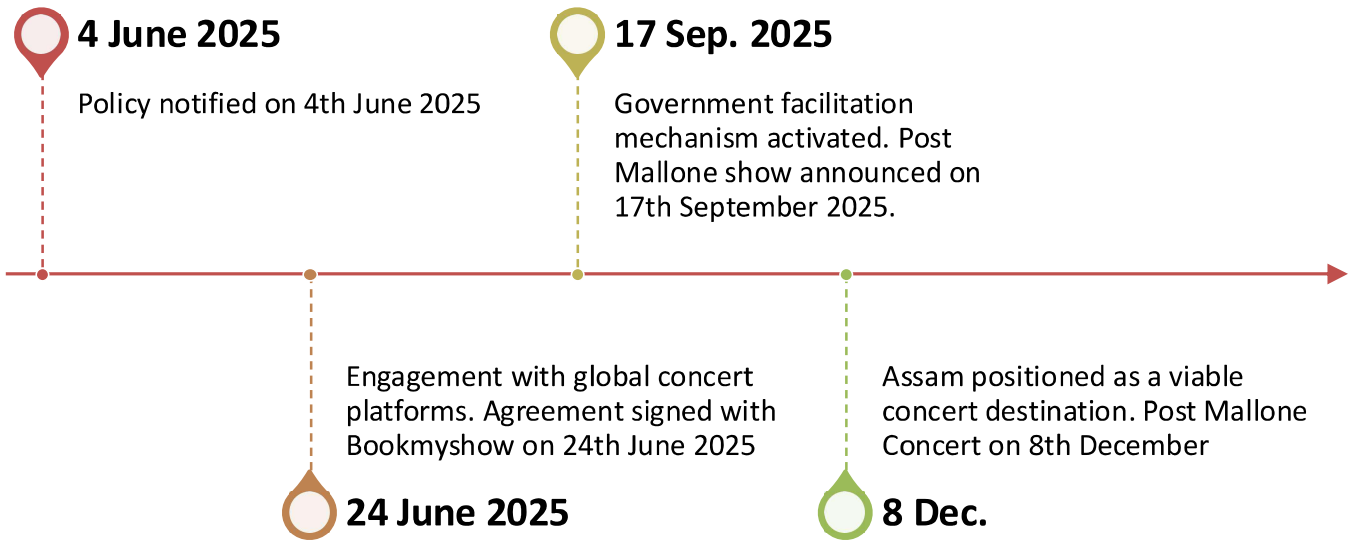 4 June 2025
Policy notified on 4th June 2025
17 Sep. 2025
Government facilitation
mechanism activated. Post
Mallone show announced on
17th September 2025.
Engagement with global concert
platforms. Agreement signed with
Bookmyshow on 24th June 2025
24 June 2025
Assam positioned as a viable
concert destination. Post Mallone
Concert on 8th December
8 Dec.